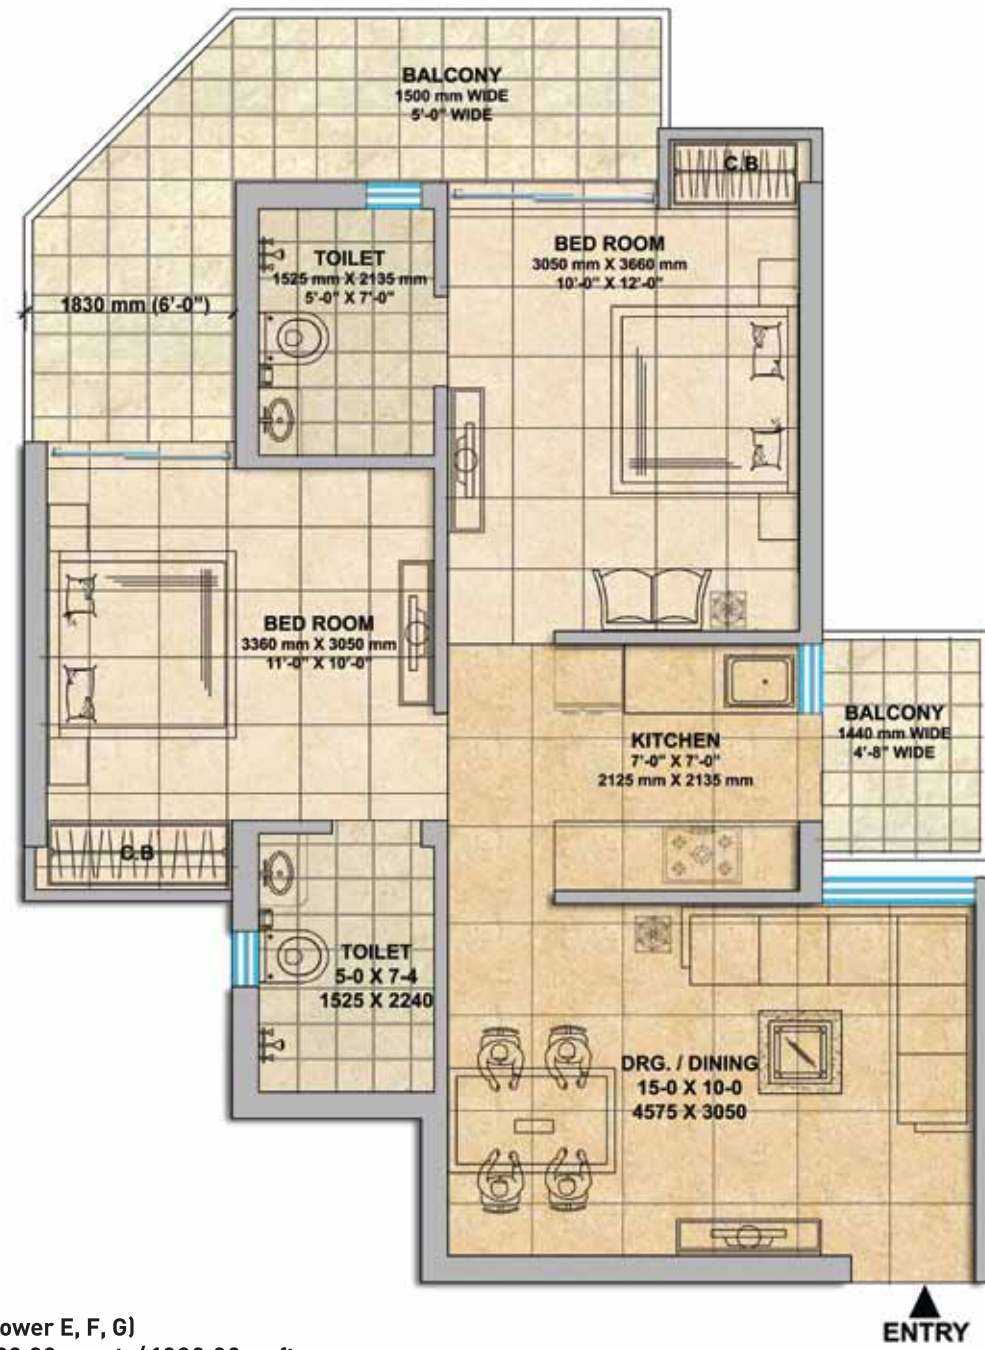 BALCONY
1500 mm WIDE
5'-0" WIDE
C.B
TOILET
1525 mm X 2135 mm
5'-0" X 7'-0"
BED ROOM
3050 mm X 3660 mm
10'-0" X 12'-0"
1830 mm (6'-0")
BED ROOM
3360 mm X 3050 mm
11'-0" X 10'-0"
KITCHEN
7'-0" X 7'-0"
2125 mm X 2135 mm
BALCONY
1440 mm WIDE
4'-8" WIDE
C.B
TOILET
5-0 X 7-4
1525 X 2240
DRG. / DINING
15-0 X 10-0
4575 X 3050
ENTRY
ower E, F, G)